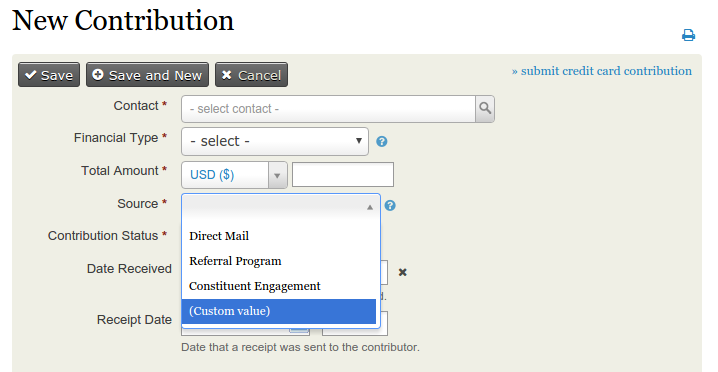 New Contribution
Save Save and New Cancel » submit credit card contribution
Contact * - select contact -
Financial Type * - select -
Total Amount * USD ($)
Source *
Direct Mail
Contribution Status *
Referral Program
Date Received
Constituent Engagement
(Custom value)
Receipt Date
Date that a receipt was sent to the contributor.